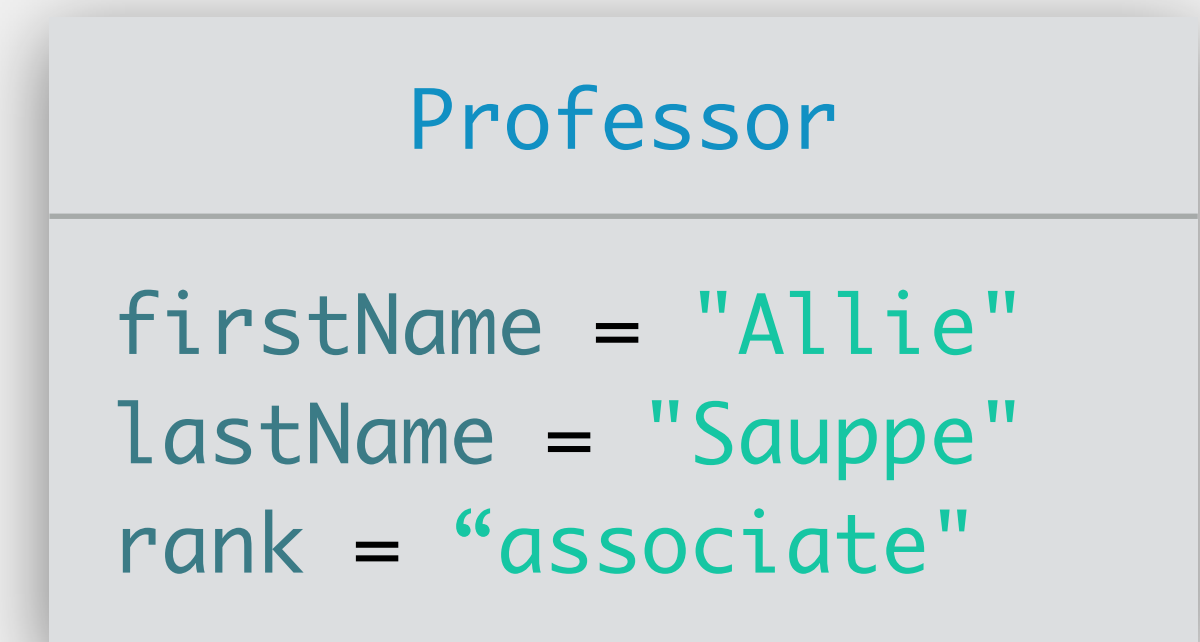 Professor
firstName = "Allie"
lastName = "Sauppe"
rank = “associate"